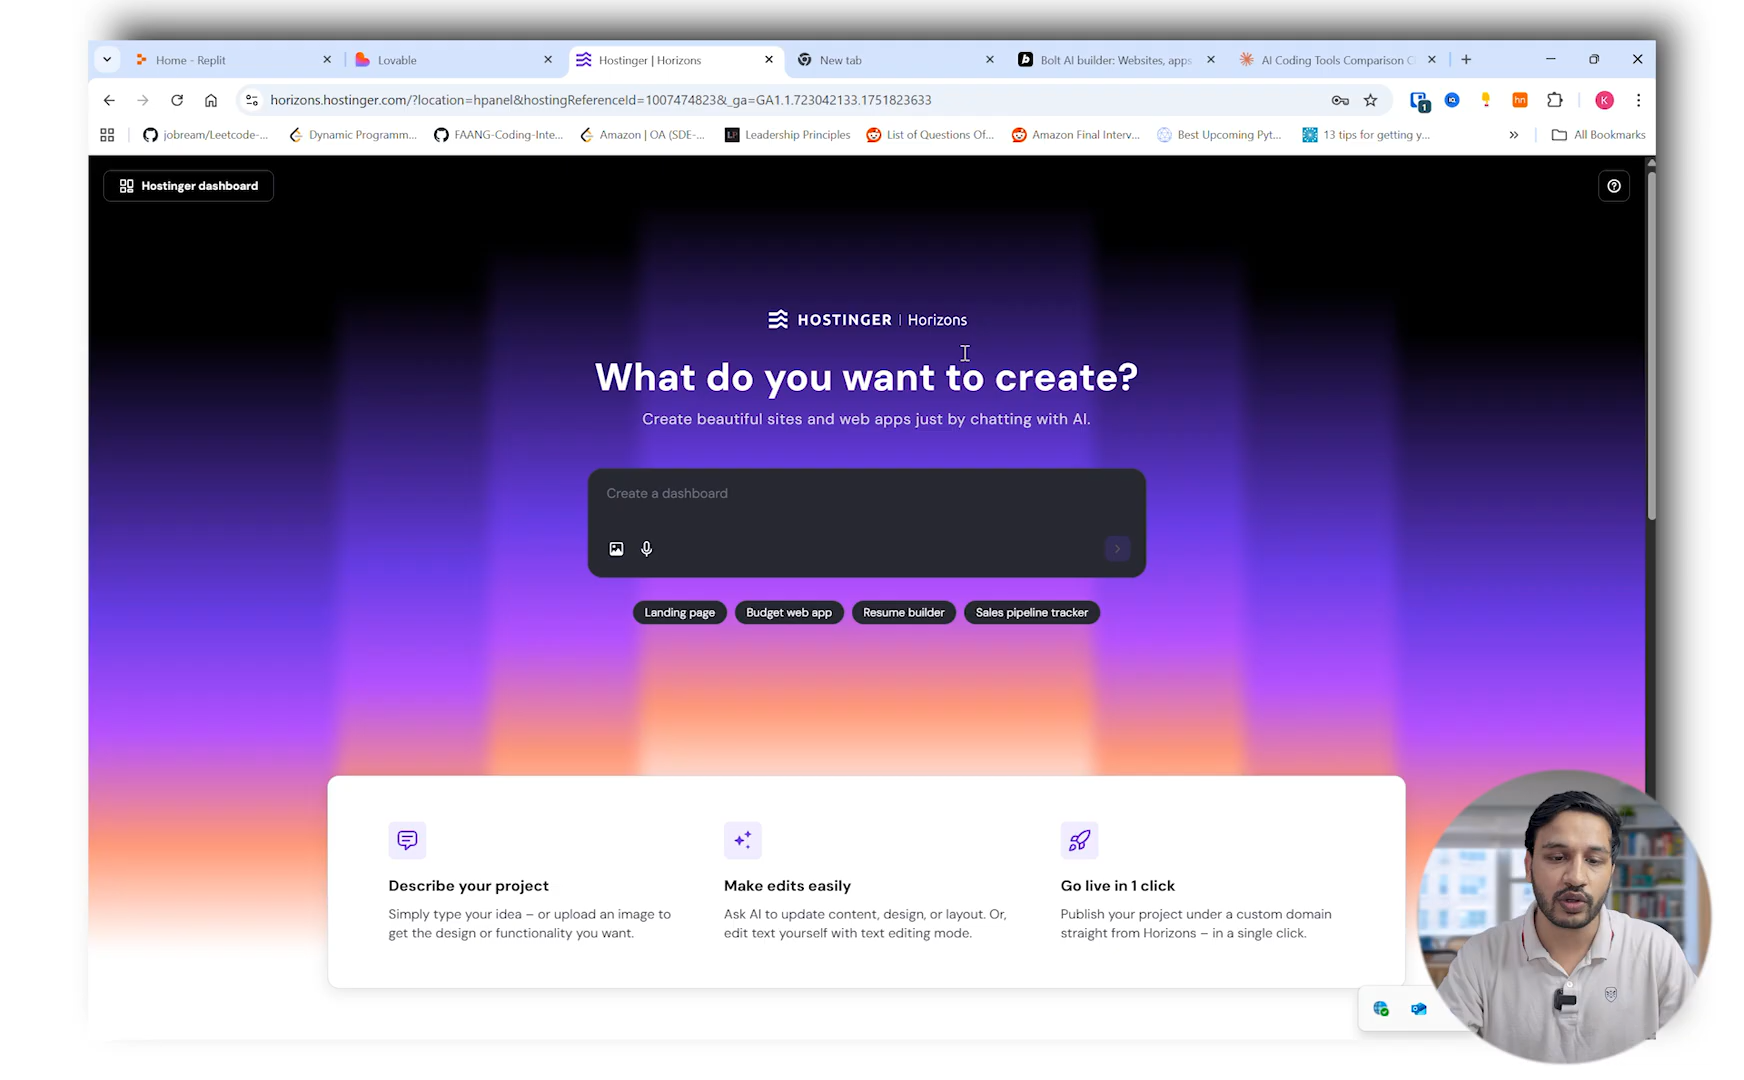 Home - Replit
Lovable
Hostinger | Horizons
New tab
Bolt AI builder: Websites, apps
AI Coding Tools Comparison C
horizons.hostinger.com/?location=hpanel&hostingReferenceId=1007474823&_ga=GA1.1.723042133.1751823633
1
hn
K
jobream/Leetcode-...
Dynamic Programm...
FAANG-Coding-Inte...
Amazon | OA (SDE-...
LP Leadership Principles
List of Questions Of...
Amazon Final Interv...
Best Upcoming Pyt...
13 tips for getting y...
All Bookmarks
Hostinger dashboard
HOSTINGER | Horizons
What do you want to create?
Create beautiful sites and web apps just by chatting with AI.
Create a dashboard
Landing page
Budget web app
Resume builder
Sales pipeline tracker
Describe your project
Simply type your idea – or upload an image to
get the design or functionality you want.
Make edits easily
Ask AI to update content, design, or layout. Or,
edit text yourself with text editing mode.
Go live in 1 click
Publish your project under a custom domain
straight from Horizons – in a single click.